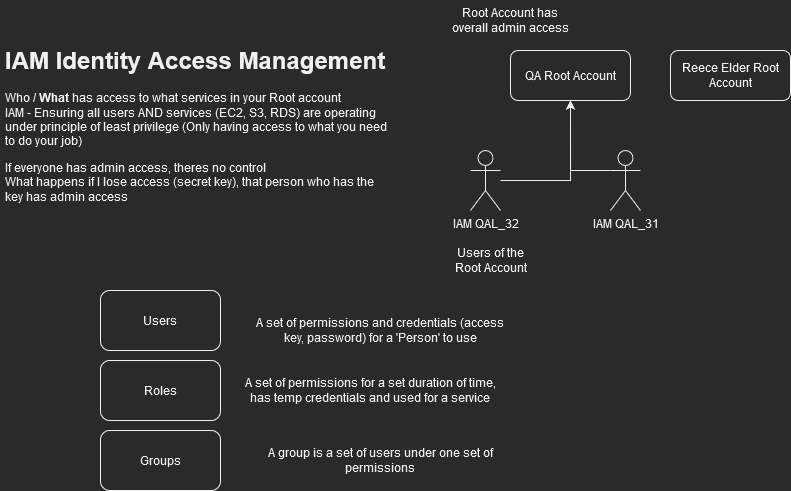 Root Account has
overall admin access
IAM Identity Access Management
QA Root Account
Reece Elder Root
Account
Who / What has access to what services in your Root account
IAM - Ensuring all users AND services (EC2, S3, RDS) are operating
under principle of least privilege (Only having access to what you need
to do your job)
If everyone has admin access, theres no control
What happens if I lose access (secret key), that person who has the
key has admin access
IAM QAL_32
IAM QAL_31
Users of the
Root Account
Users
A set of permissions and credentials (access
key, password) for a 'Person' to use
Roles
A set of permissions for a set duration of time,
has temp credentials and used for a service
Groups
A group is a set of users under one set of
permissions